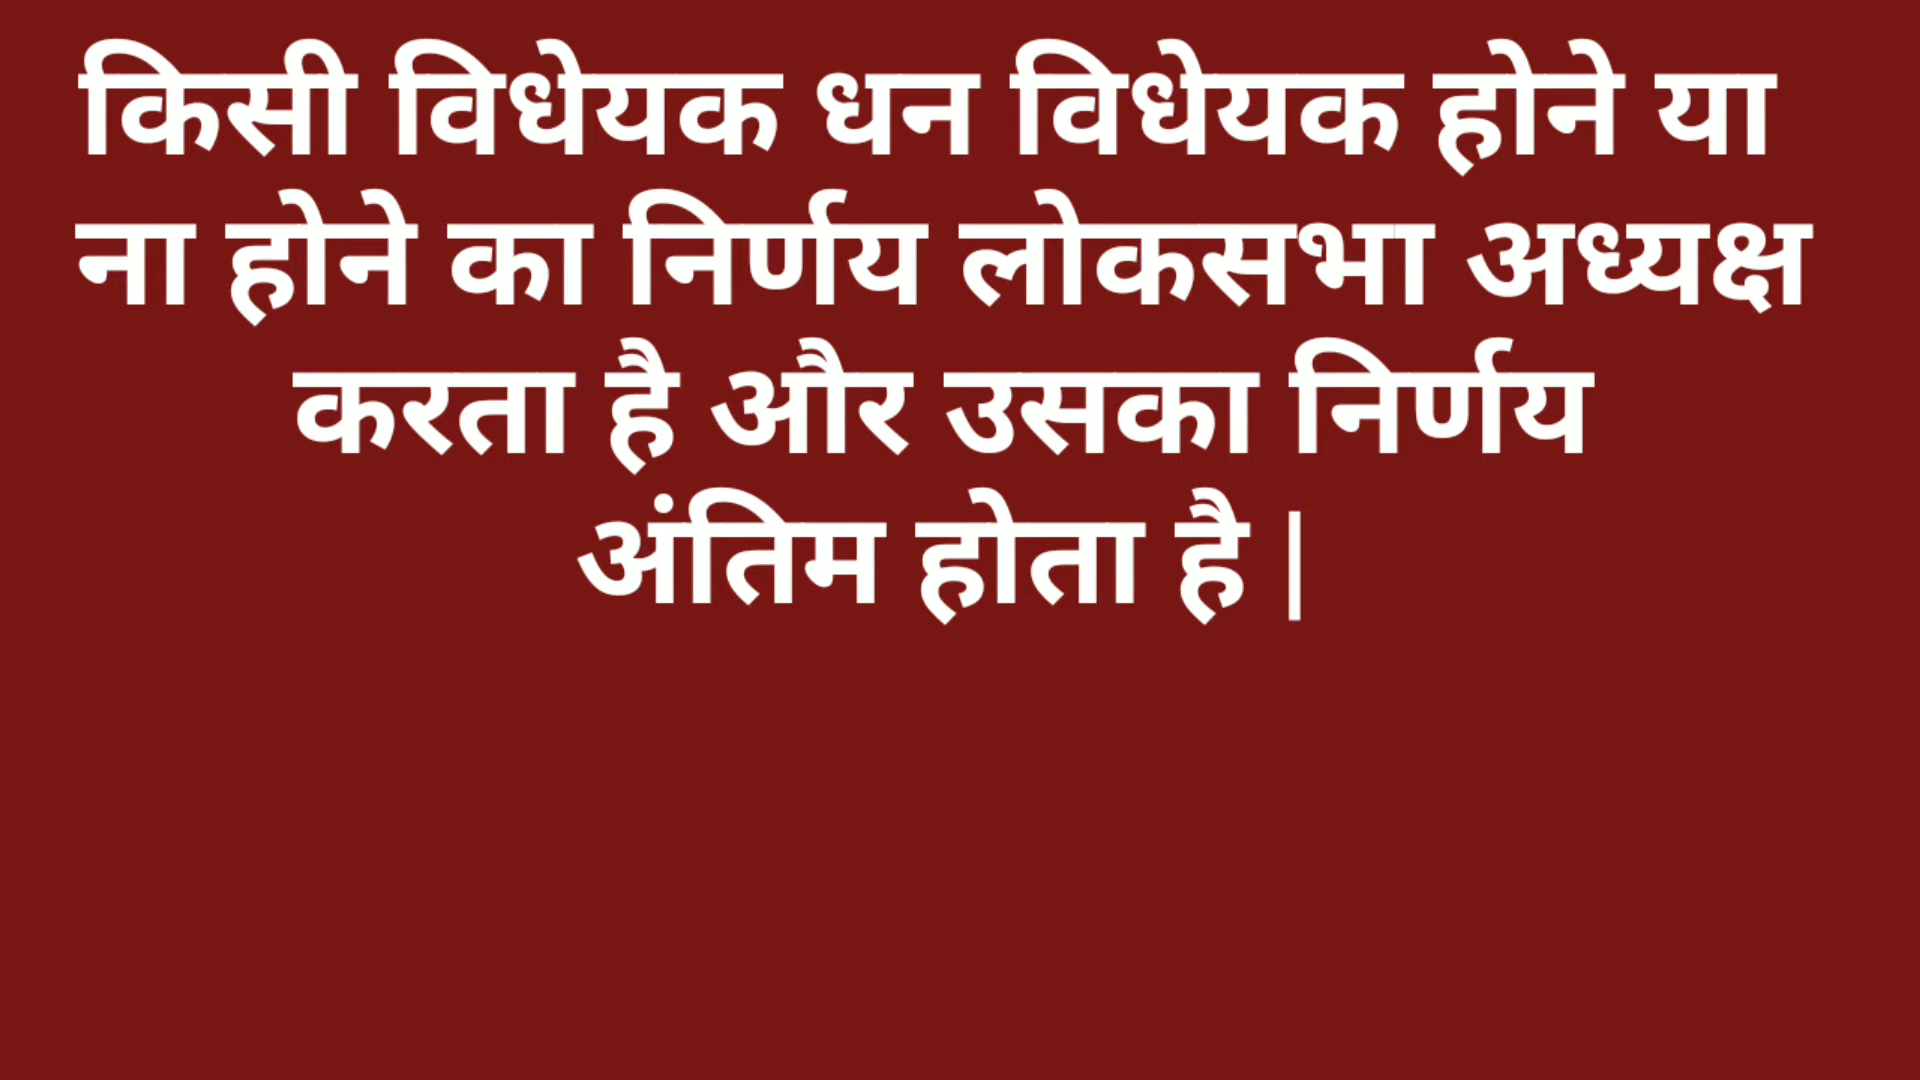 किसी विधेयक धन विधेयक होने या
ना होने का निर्णय लोकसभा अध्यक्ष
करता है और उसका निर्णय
अंतिम होता है |